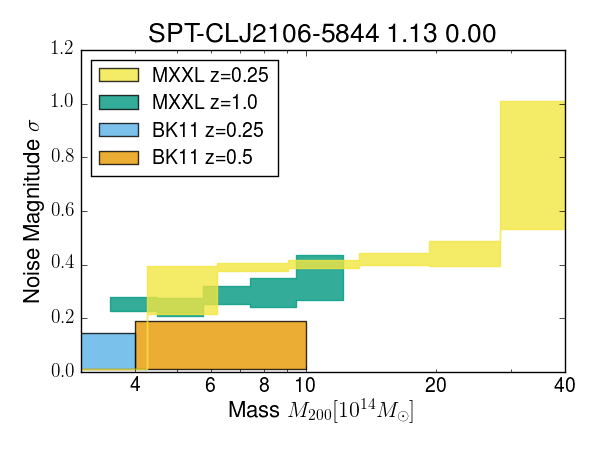 SPT-CLJ2106-5844 1.13 0.00
1.2
1.0
0.8
0.6
0.4
0.2
0.0
Noise Magnitude σ
MXXL z=0.25
MXXL z=1.0
BK11 z=0.25
BK11 z=0.5
4 6 8 10 20 40
Mass M₂₀₀[10¹⁴M☉]